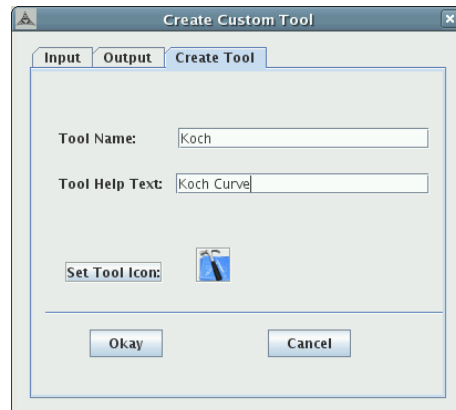 Create Custom Tool
Input Output Create Tool
Tool Name: Koch
Tool Help Text: Koch Curve
Set Tool Icon:
Okay Cancel